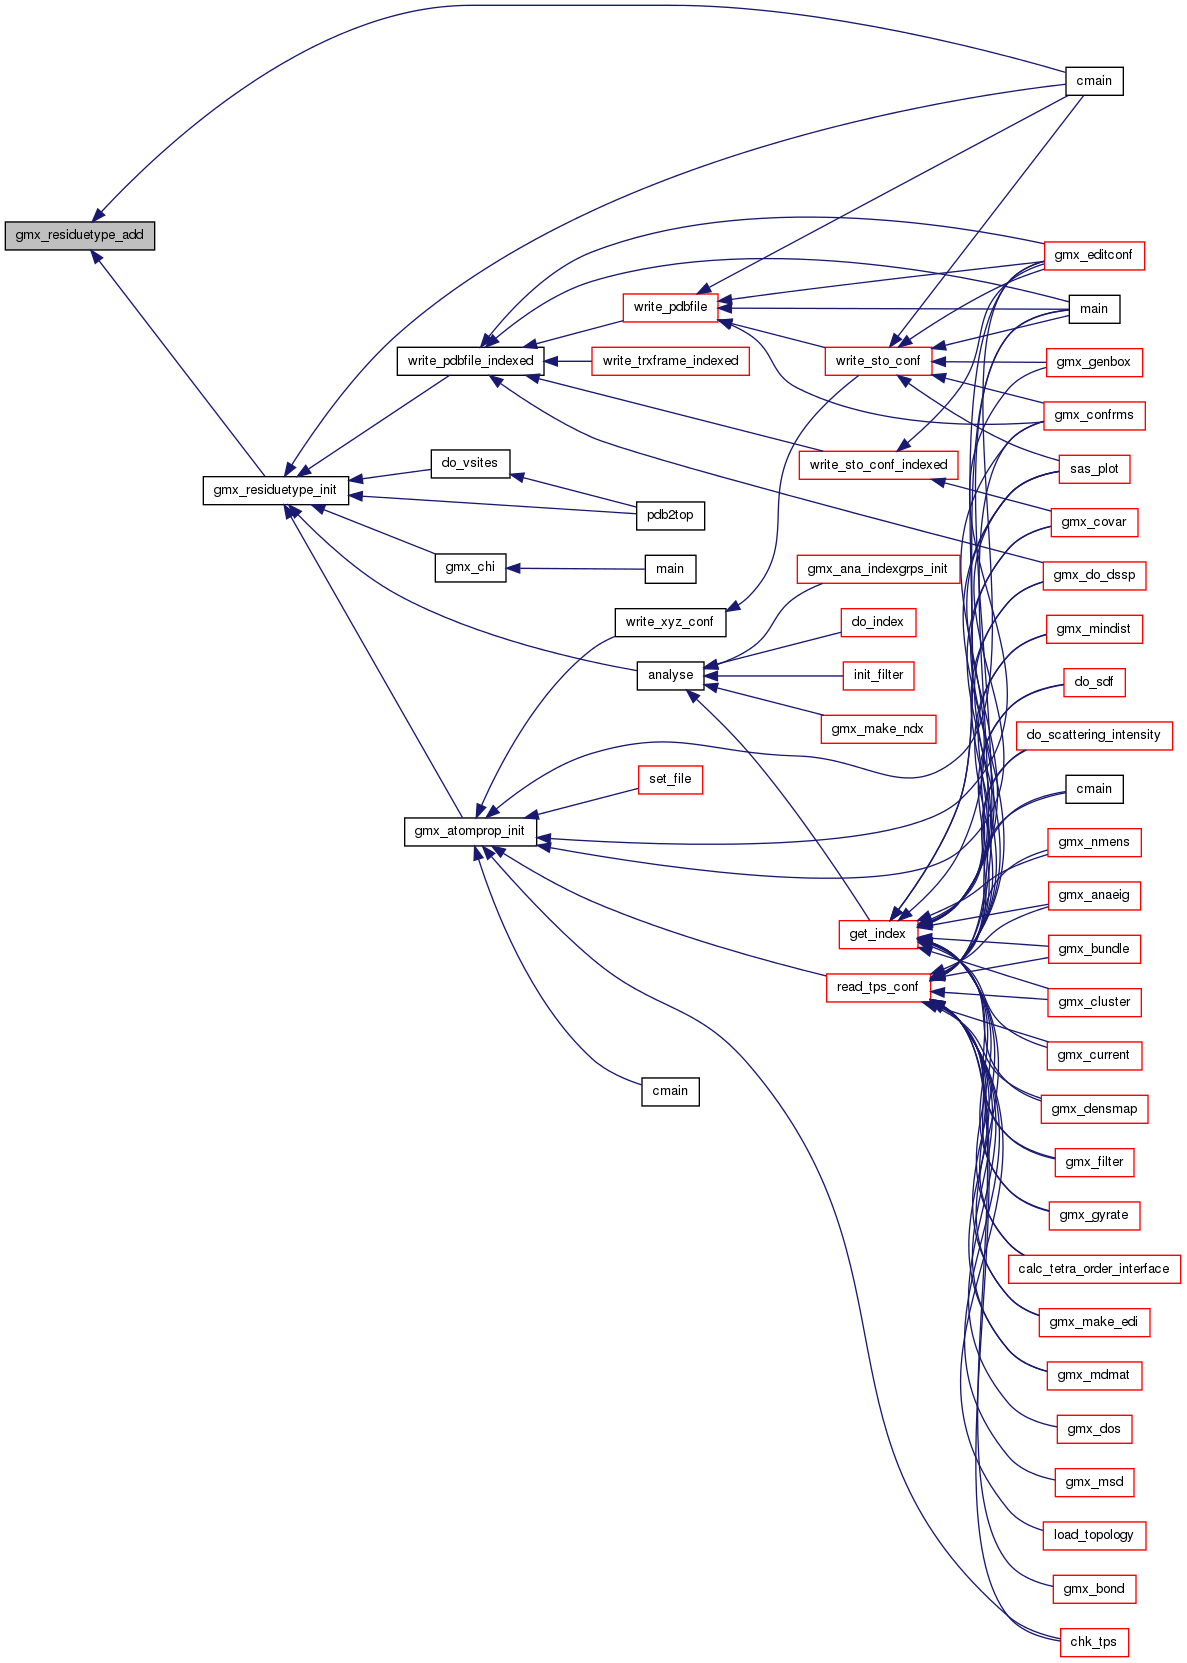 cmain
gmx_residuetype_add
gmx_editconf
write_pdbfile
main
write_pdbfile_indexed
write_trxframe_indexed
write_sto_conf
gmx_genbox
gmx_confrms
do_vsites
write_sto_conf_indexed
sas_plot
gmx_residuetype_init
pdb2top
gmx_covar
gmx_chi
main
gmx_ana_indexgrps_init
gmx_do_dssp
write_xyz_conf
do_index
gmx_mindist
analyse
init_filter
do_sdf
gmx_make_ndx
do_scattering_intensity
set_file
cmain
gmx_atomprop_init
gmx_nmens
gmx_anaeig
get_index
gmx_bundle
read_tps_conf
gmx_cluster
gmx_current
cmain
gmx_densmap
gmx_filter
gmx_gyrate
calc_tetra_order_interface
gmx_make_edi
gmx_mdmat
gmx_dos
gmx_msd
load_topology
gmx_bond
chk_tps